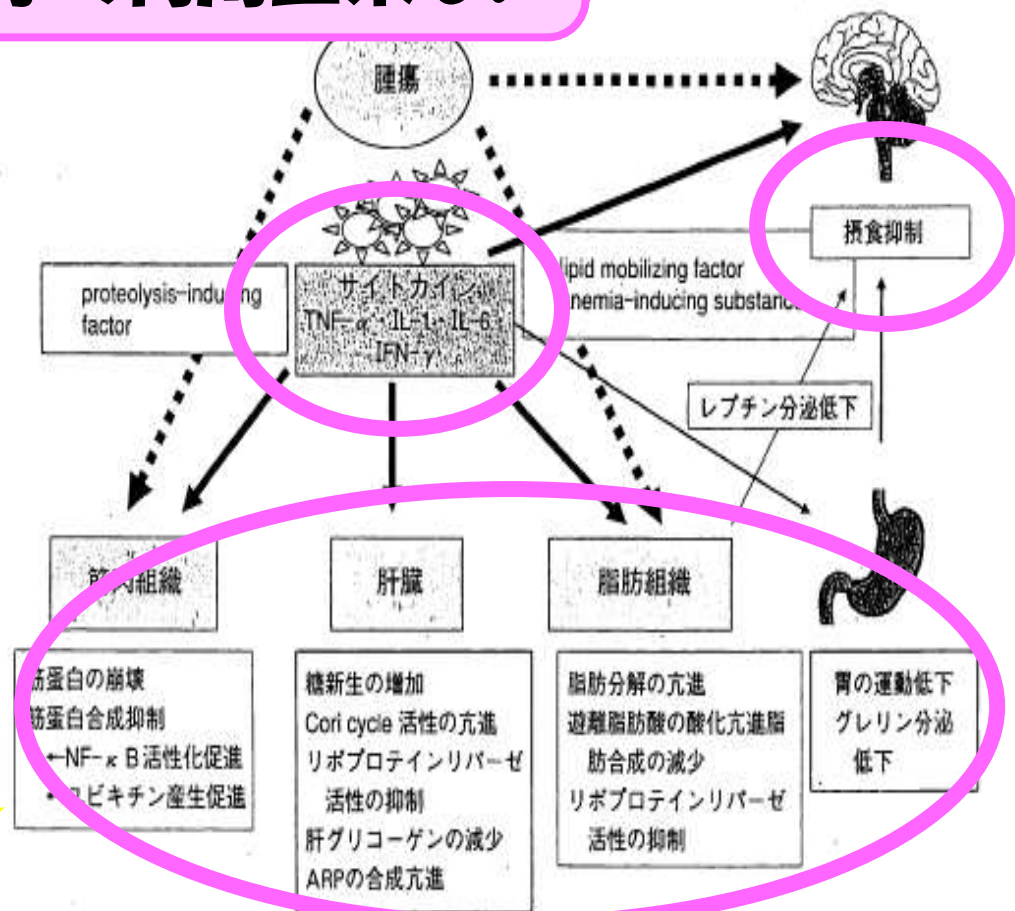 腫瘍
摂食抑制
proteolysis-inducing
factor
サイトカイン
TNF-α・IL-1・IL-6・
IFN-γ
lipid mobilizing factor
anemia-inducing substance
レプチン分泌低下
筋肉組織
肝臓
脂肪組織
筋蛋白の崩壊
筋蛋白合成抑制
←NF-κB活性化促進
←ユビキチン産生促進
糖新生の増加
Cori cycle 活性の亢進
リポプロテインリパーゼ
活性の抑制
肝グリコーゲンの減少
ARPの合成亢進
脂肪分解の亢進
遊離脂肪酸の酸化亢進脂
肪合成の減少
リポプロテインリパーゼ
活性の抑制
胃の運動低下
グレリン分泌
低下